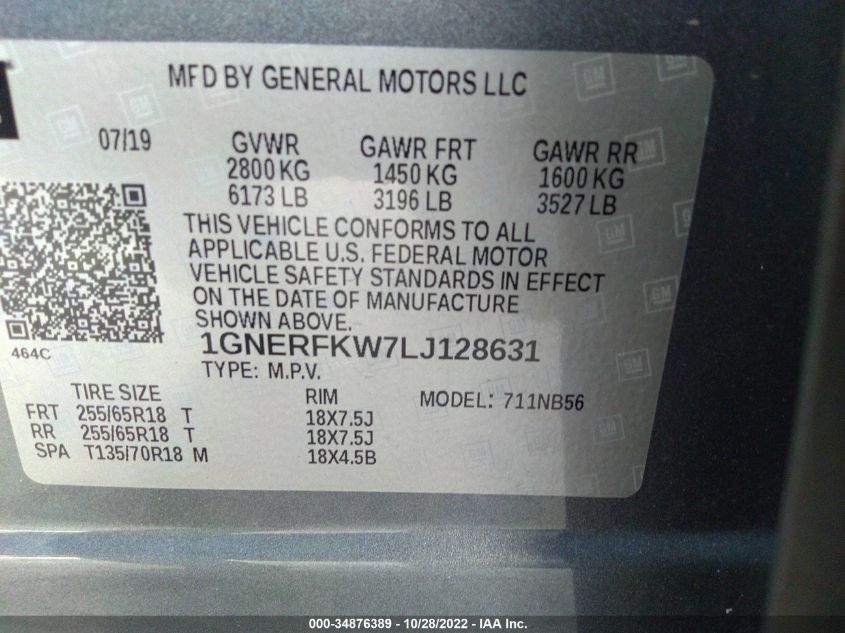 MFD BY GENERAL MOTORS LLC
07/19 GVWR GAWR FRT GAWR RR
2800 KG 1450 KG 1600 KG
6173 LB 3196 LB 3527 LB
THIS VEHICLE CONFORMS TO ALL
APPLICABLE U.S. FEDERAL MOTOR
VEHICLE SAFETY STANDARDS IN EFFECT
ON THE DATE OF MANUFACTURE
SHOWN ABOVE.
464C
1GNERFKW7LJ128631
TYPE: M.P.V.
TIRE SIZE RIM MODEL: 711NB56
FRT 255/65R18 T 18X7.5J
RR 255/65R18 T 18X7.5J
SPA T135/70R18 M 18X4.5B
000-34876389 - 10/28/2022 - IAA Inc.